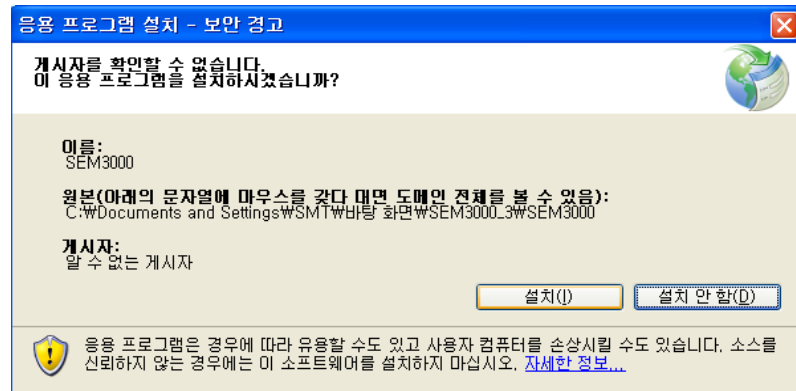 응용 프로그램 설치 - 보안 경고
게시자를 확인할 수 없습니다.
이 응용 프로그램을 설치하시겠습니까?
이름:
SEM3000
원본(아래의 문자열에 마우스를 갖다 대면 도메인 전체를 볼 수 있음):
C:₩Documents and Settings₩SMT₩바탕 화면₩SEM3000_3₩SEM3000
게시자:
알 수 없는 게시자
설치(I)
설치 안 함(D)
응용 프로그램은 경우에 따라 유용할 수도 있고 사용자 컴퓨터를 손상시킬 수도 있습니다. 소스를
신뢰하지 않는 경우에는 이 소프트웨어를 설치하지 마십시오. 자세한 정보...